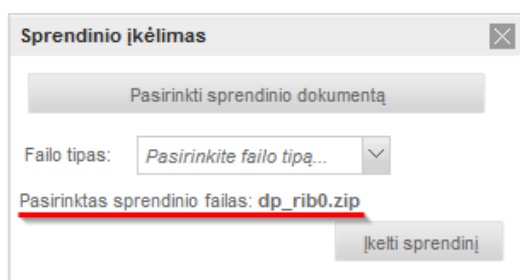 Sprendinio įkėlimas
Pasirinkti sprendinio dokumentą
Failo tipas: Pasirinkite failo tipą...
Pasirinktas sprendinio failas: dp_rib0.zip
Įkelti sprendinį